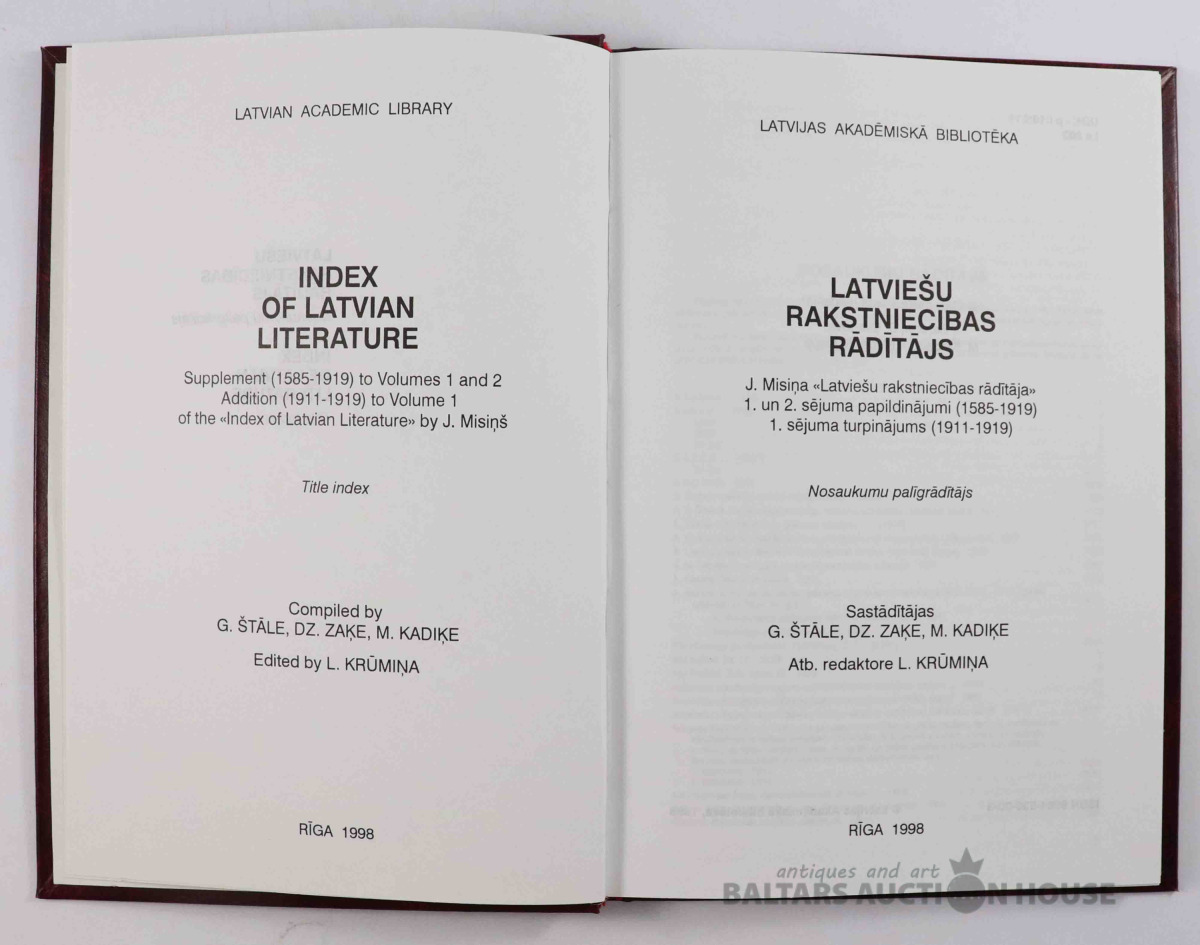 LATVIAN ACADEMIC LIBRARY
INDEX
OF LATVIAN
LITERATURE
Supplement (1585-1919) to Volumes 1 and 2
Addition (1911-1919) to Volume 1
of the «Index of Latvian Literature» by J. Misiņš
Title index
Compiled by
G. ŠTĀLE, DZ. ZAĶE, M. KADIĶE
Edited by L. KRŪMIŅA
RĪGA 1998
LATVIJAS AKADĒMISKĀ BIBLIOTĒKA
LATVIEŠU
RAKSTNIECĪBAS
RĀDĪTĀJS
J. Misiņa «Latviešu rakstniecības rādītāja»
1. un 2. sējuma papildinājumi (1585-1919)
1. sējuma turpinājums (1911-1919)
Nosaukumu palīgrādītājs
Sastādītājas
G. ŠTĀLE, DZ. ZAĶE, M. KADIĶE
Atb. redaktore L. KRŪMIŅA
RĪGA 1998
antiques and art
BALTARS AUCTION HOUSE